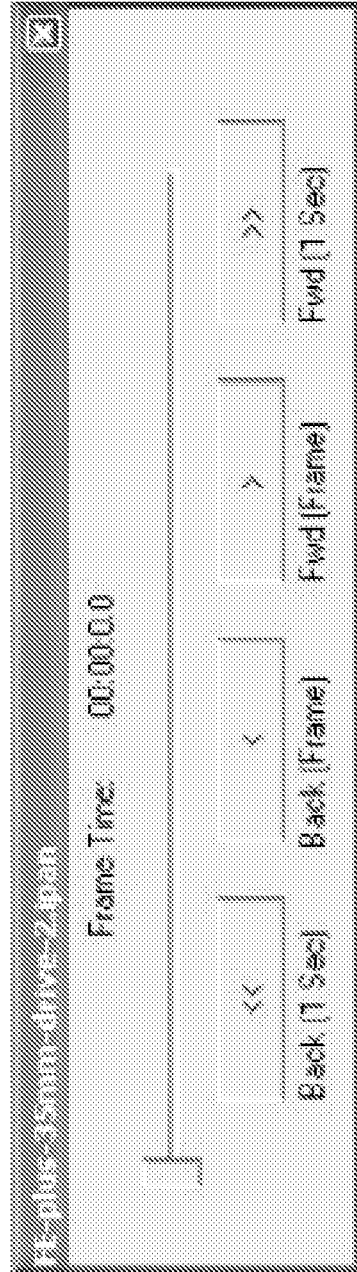 FE-plus-35mm-drive-2.pan
Frame Time: 00:00:0.0
<< < > >>
Back (1 Sec) Back (Frame) Fwd (Frame) Fwd (1 Sec)